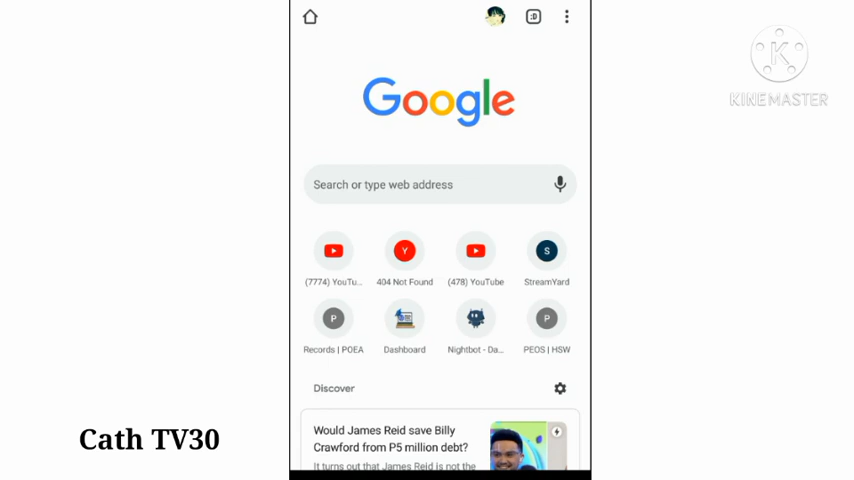 :D
Google
KINEMASTER
Search or type web address
Y
S
(7774) YouTu...
404 Not Found
(478) YouTube
StreamYard
P
P
Records | POEA
Dashboard
Nightbot - Da...
PEOS | HSW
Discover
Would James Reid save Billy
Crawford from P5 million debt?
It turns out that James Reid is not the
Cath TV30